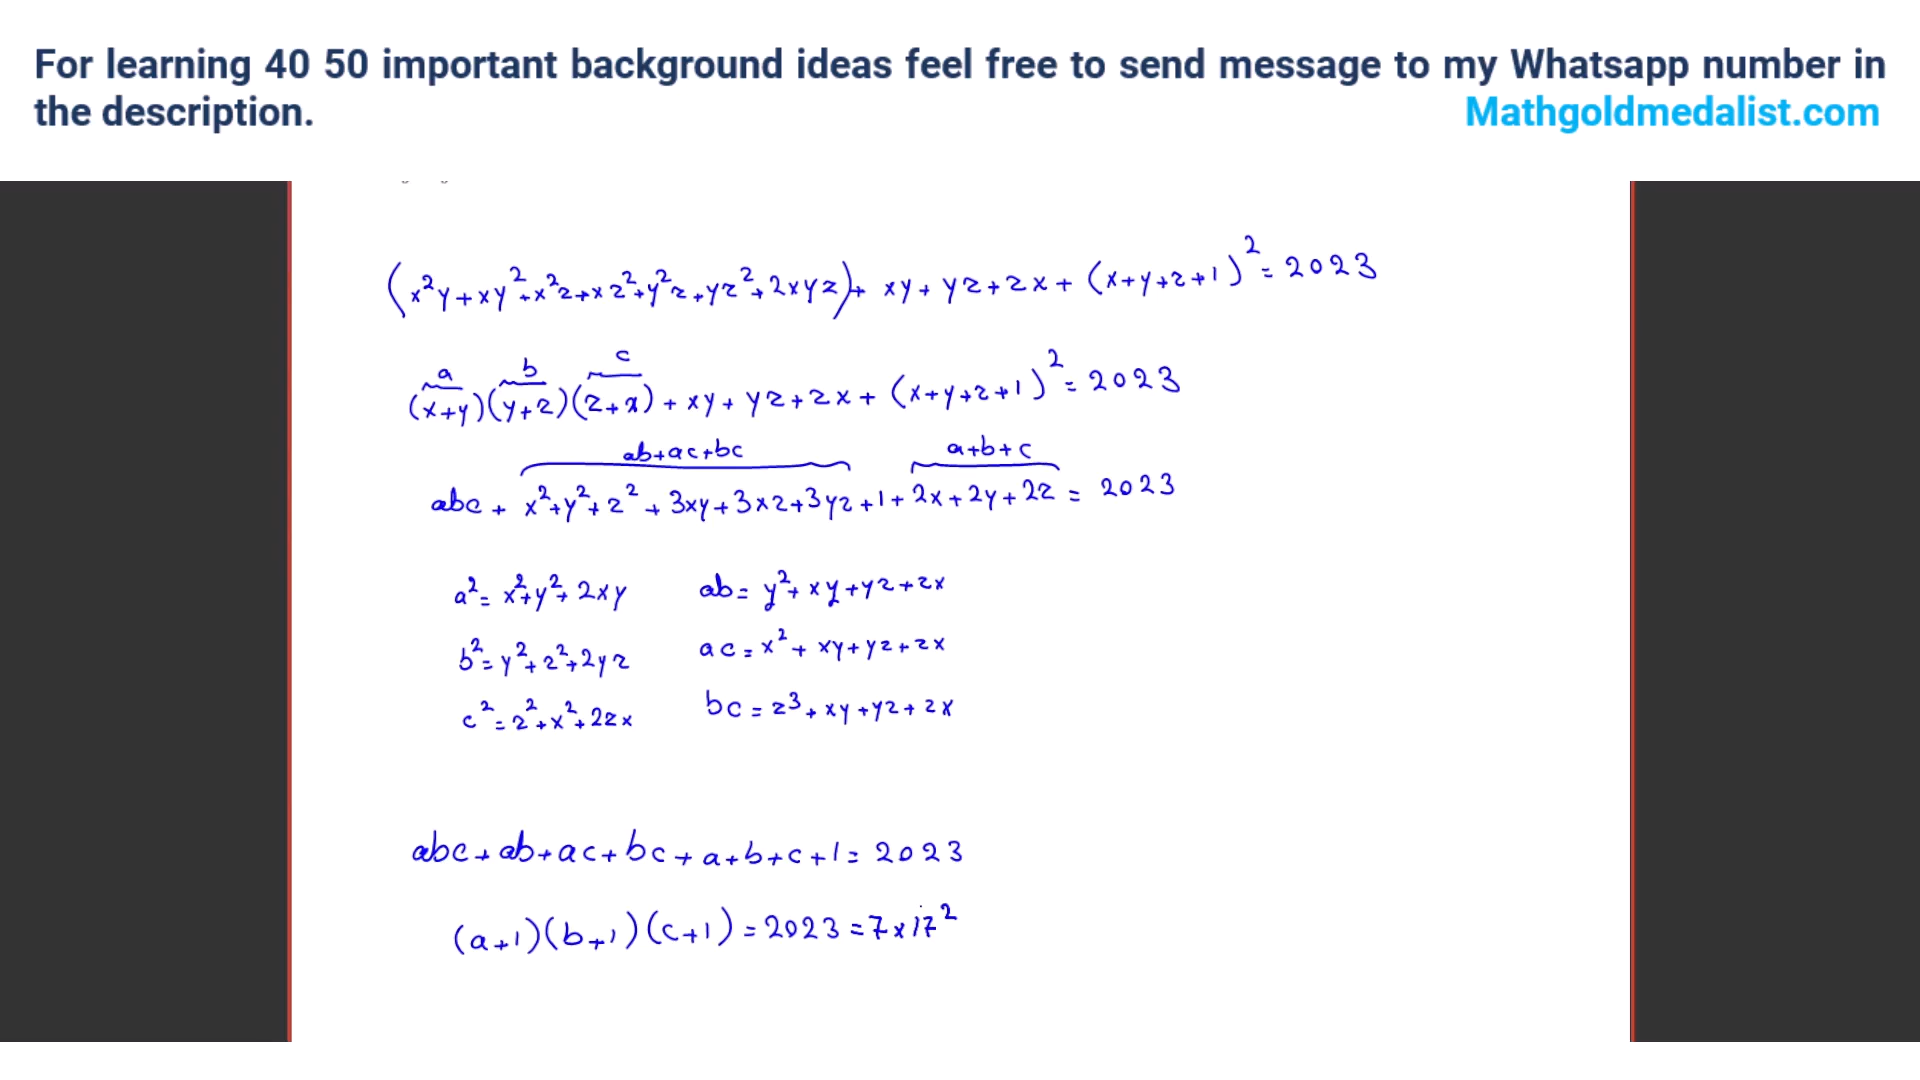 For learning 40 50 important background ideas feel free to send message to my Whatsapp number in
the description. Mathgoldmedalist.com
(x²y+xy²+x²z+xz²+y²z+yz²+2xyz)+ xy+yz+zx+(x+y+z+1)²=2023
a b c
(x+y)(y+z)(z+x)+xy+yz+zx+(x+y+z+1)²=2023
ab+ac+bc a+b+c
abc+x²+y²+z²+3xy+3xz+3yz+1+2x+2y+2z=2023
a²=x²+y²+2xy ab=y²+xy+yz+zx
b²=y²+z²+2yz ac=x²+xy+yz+zx
c²=z²+x²+2zx bc=z³+xy+yz+zx
abc+ab+ac+bc+a+b+c+1=2023
(a+1)(b+1)(c+1)=2023=7×17²